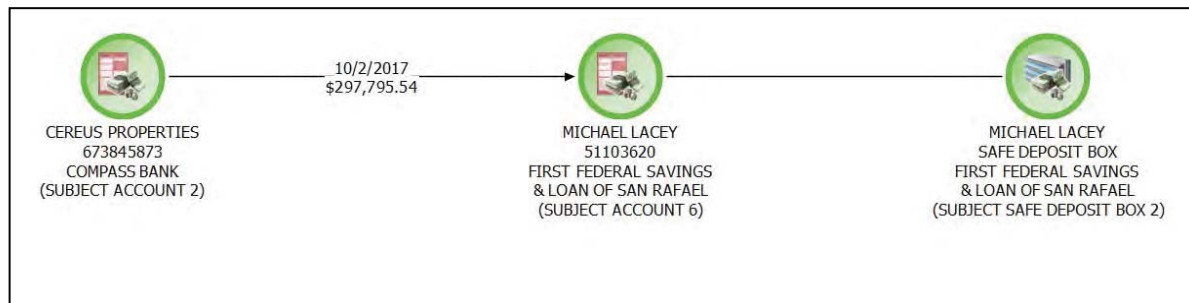 10/2/2017
$297,795.54
CEREUS PROPERTIES
673845873
COMPASS BANK
(SUBJECT ACCOUNT 2)
MICHAEL LACEY
51103620
FIRST FEDERAL SAVINGS
& LOAN OF SAN RAFAEL
(SUBJECT ACCOUNT 6)
MICHAEL LACEY
SAFE DEPOSIT BOX
FIRST FEDERAL SAVINGS
& LOAN OF SAN RAFAEL
(SUBJECT SAFE DEPOSIT BOX 2)